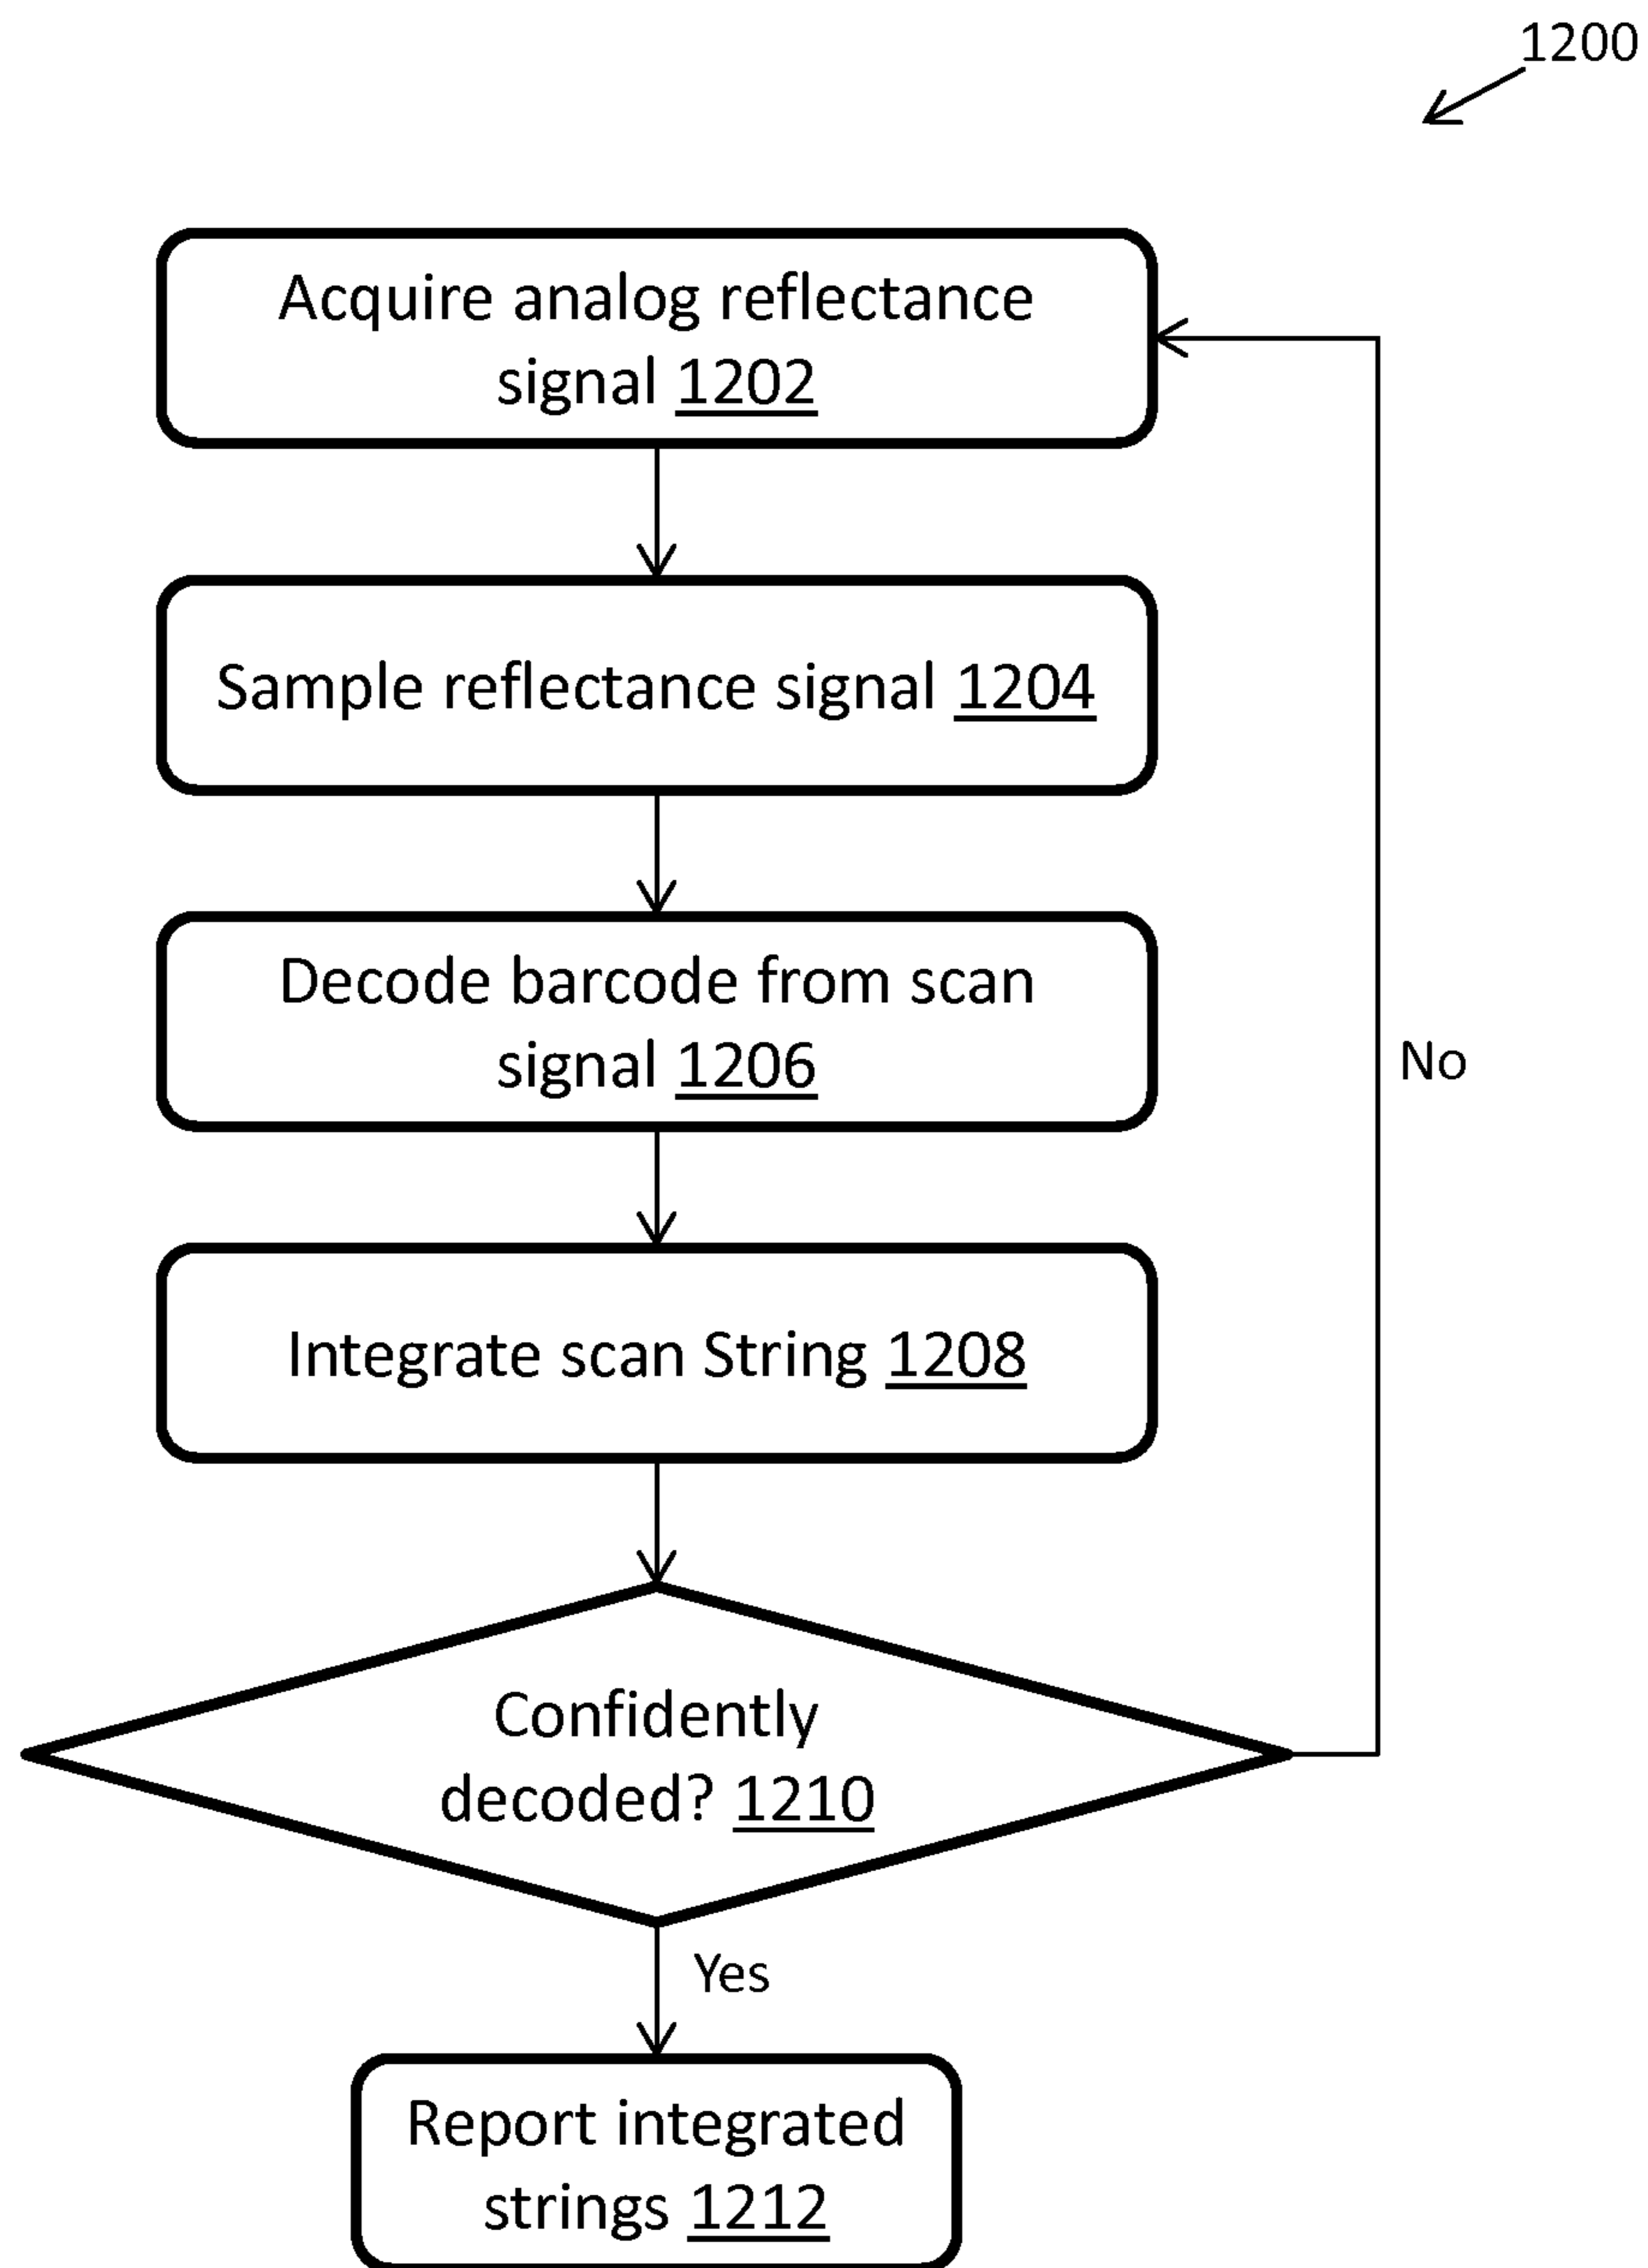 1200
Acquire analog reflectance
signal 1202
Sample reflectance signal 1204
Decode barcode from scan
signal 1206
No
Integrate scan String 1208
Confidently
decoded? 1210
Yes
Report integrated
strings 1212